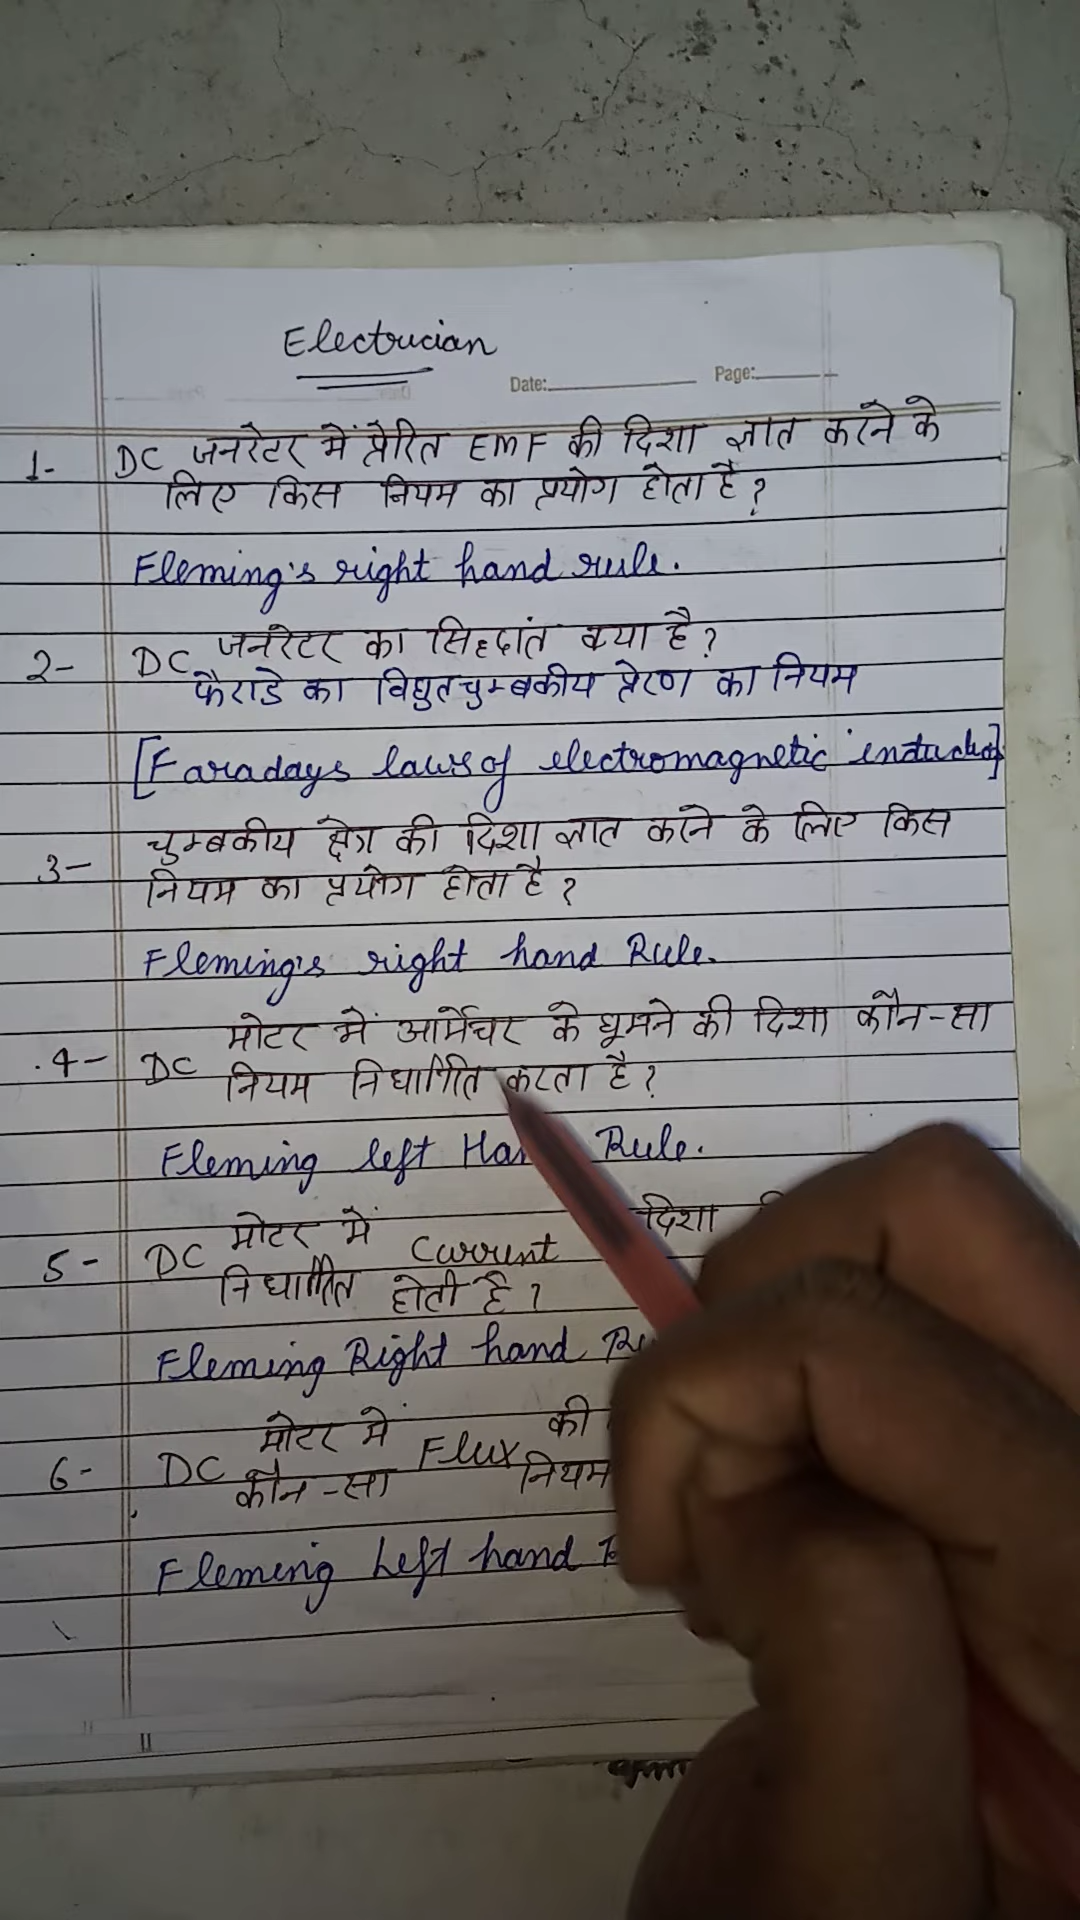 Electrician
Date:
Page:
1- DC जनरेटर में प्रेरित EMF की दिशा ज्ञात करने के
लिए किस नियम का प्रयोग होता है?
Fleming's right hand rule.
2- DC जनरेटर का सिद्दांत क्या है?
फैराडे का विधुतचुम्बकीय प्रेरण का नियम
[Faradays laws of electromagnetic
3- चुम्बकीय क्षेत्र की दिशा ज्ञात करने के लिए किस
नियम का प्रयोग होता है?
Fleming's right hand Rule.
4- DC मोटर में आर्मेचर के घूमने की दिशा कौन-सा
नियम निर्धारित करता है?
Fleming left Rule.
5- DC मोटर में Current दिशा
निर्धारित होती है?
Fleming Right hand
6- DC मोटर में Flux की
कौन-सा नियम
Fleming Left hand